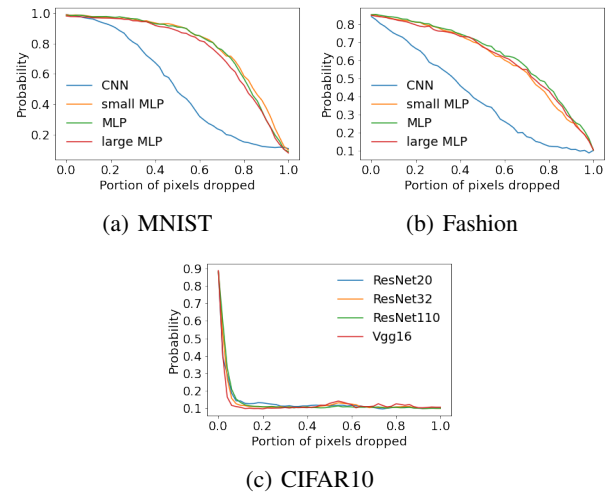 1.0
0.8
0.6
0.4
0.2
Probability
CNN
small MLP
MLP
large MLP
0.0 0.2 0.4 0.6 0.8 1.0
Portion of pixels dropped
(a) MNIST
0.8
0.7
0.6
0.5
0.4
0.3
0.2
0.1
Probability
CNN
small MLP
MLP
large MLP
0.0 0.2 0.4 0.6 0.8 1.0
Portion of pixels dropped
(b) Fashion
0.9
0.8
0.7
0.6
0.5
0.4
0.3
0.2
0.1
Probability
ResNet20
ResNet32
ResNet110
Vgg16
0.0 0.2 0.4 0.6 0.8 1.0
Portion of pixels dropped
(c) CIFAR10